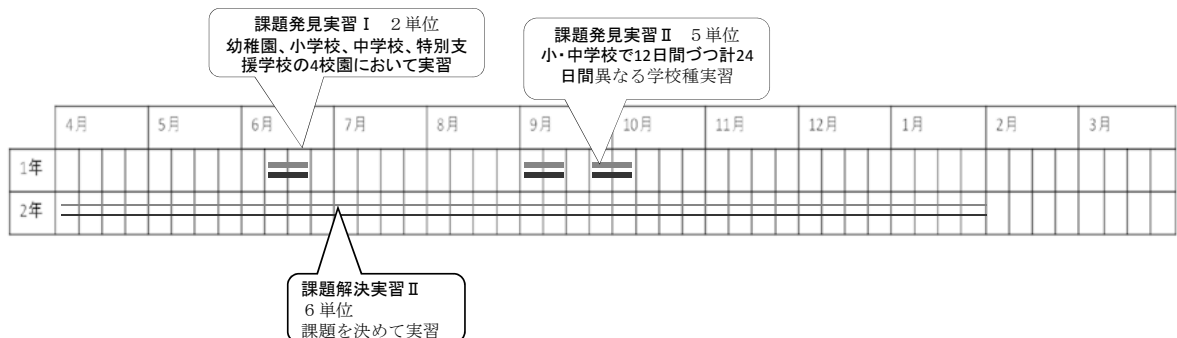 課題発見実習Ⅰ　２単位
幼稚園、小学校、中学校、特別支
援学校の4校園において実習
課題発見実習Ⅱ　５単位
小・中学校で12日間づつ計24
日間異なる学校種実習
4月 5月 6月 7月 8月 9月 10月 11月 12月 1月 2月 3月
1年
2年
課題解決実習Ⅱ
６単位
課題を決めて実習